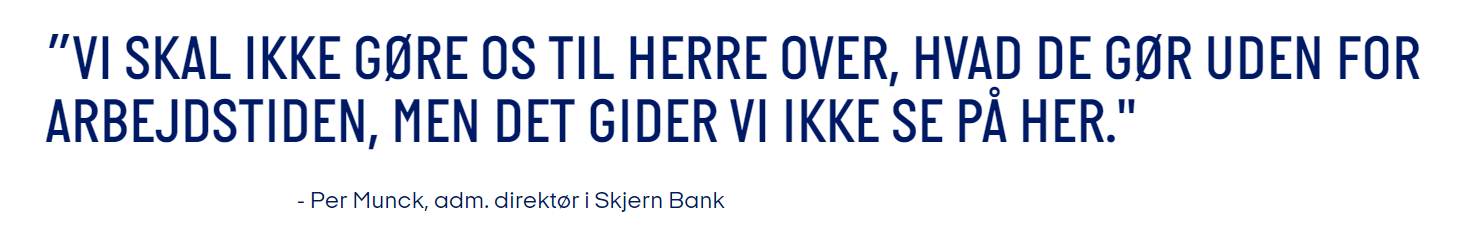 ”VI SKAL IKKE GØRE OS TIL HERRE OVER, HVAD DE GØR UDEN FOR
ARBEJDSTIDEN, MEN DET GIDER VI IKKE SE PÅ HER."
- Per Munck, adm. direktør i Skjern Bank